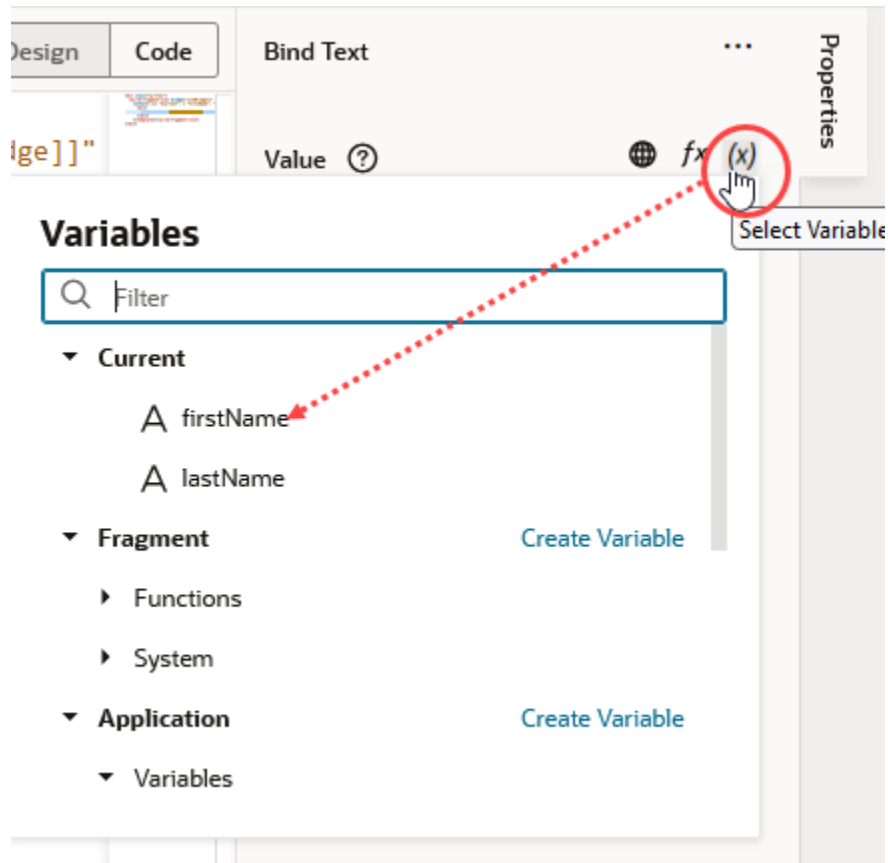 Design
Code
Bind Text
...
Properties
dge]]"
Value ?
fx (x)
Select Variable
Variables
Filter
Current
A firstName
A lastName
Fragment
Create Variable
Functions
System
Application
Create Variable
Variables